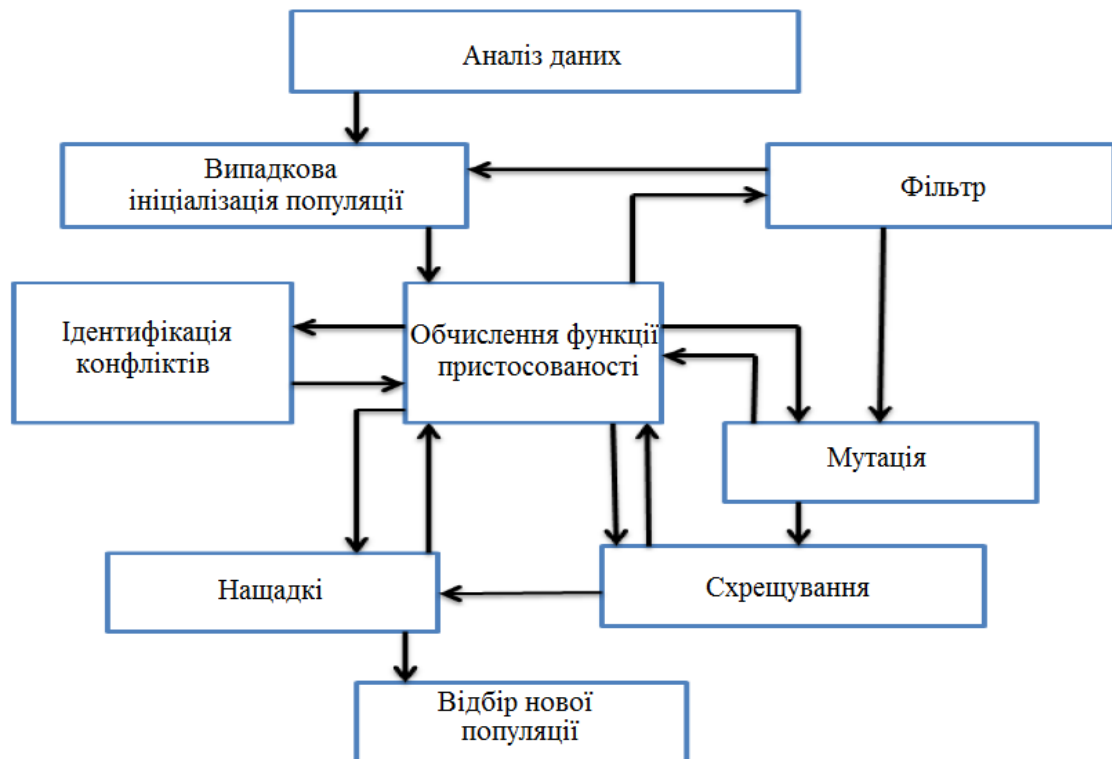 Аналіз даних
Випадкова
ініціалізація популяції
Фільтр
Ідентифікація
конфліктів
Обчислення функції
пристосованості
Мутація
Нащадкі
Схрещування
Відбір нової
популяції